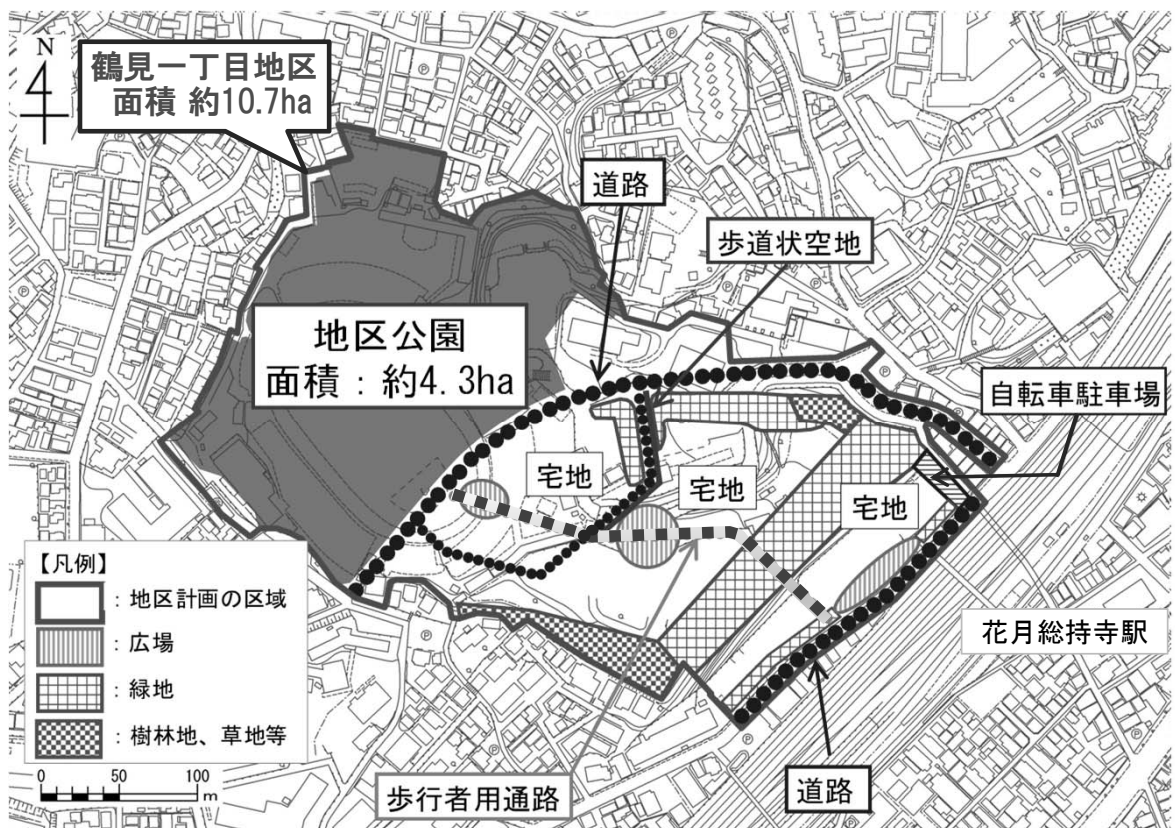 N
鶴見一丁目地区
面積 約10.7ha
道路
歩道状空地
地区公園
面積：約4.3ha
自転車駐車場
宅地
宅地
宅地
【凡例】
：地区計画の区域
：広場
：緑地
：樹林地、草地等
0 50 100
m
花月総持寺駅
歩行者用通路
道路